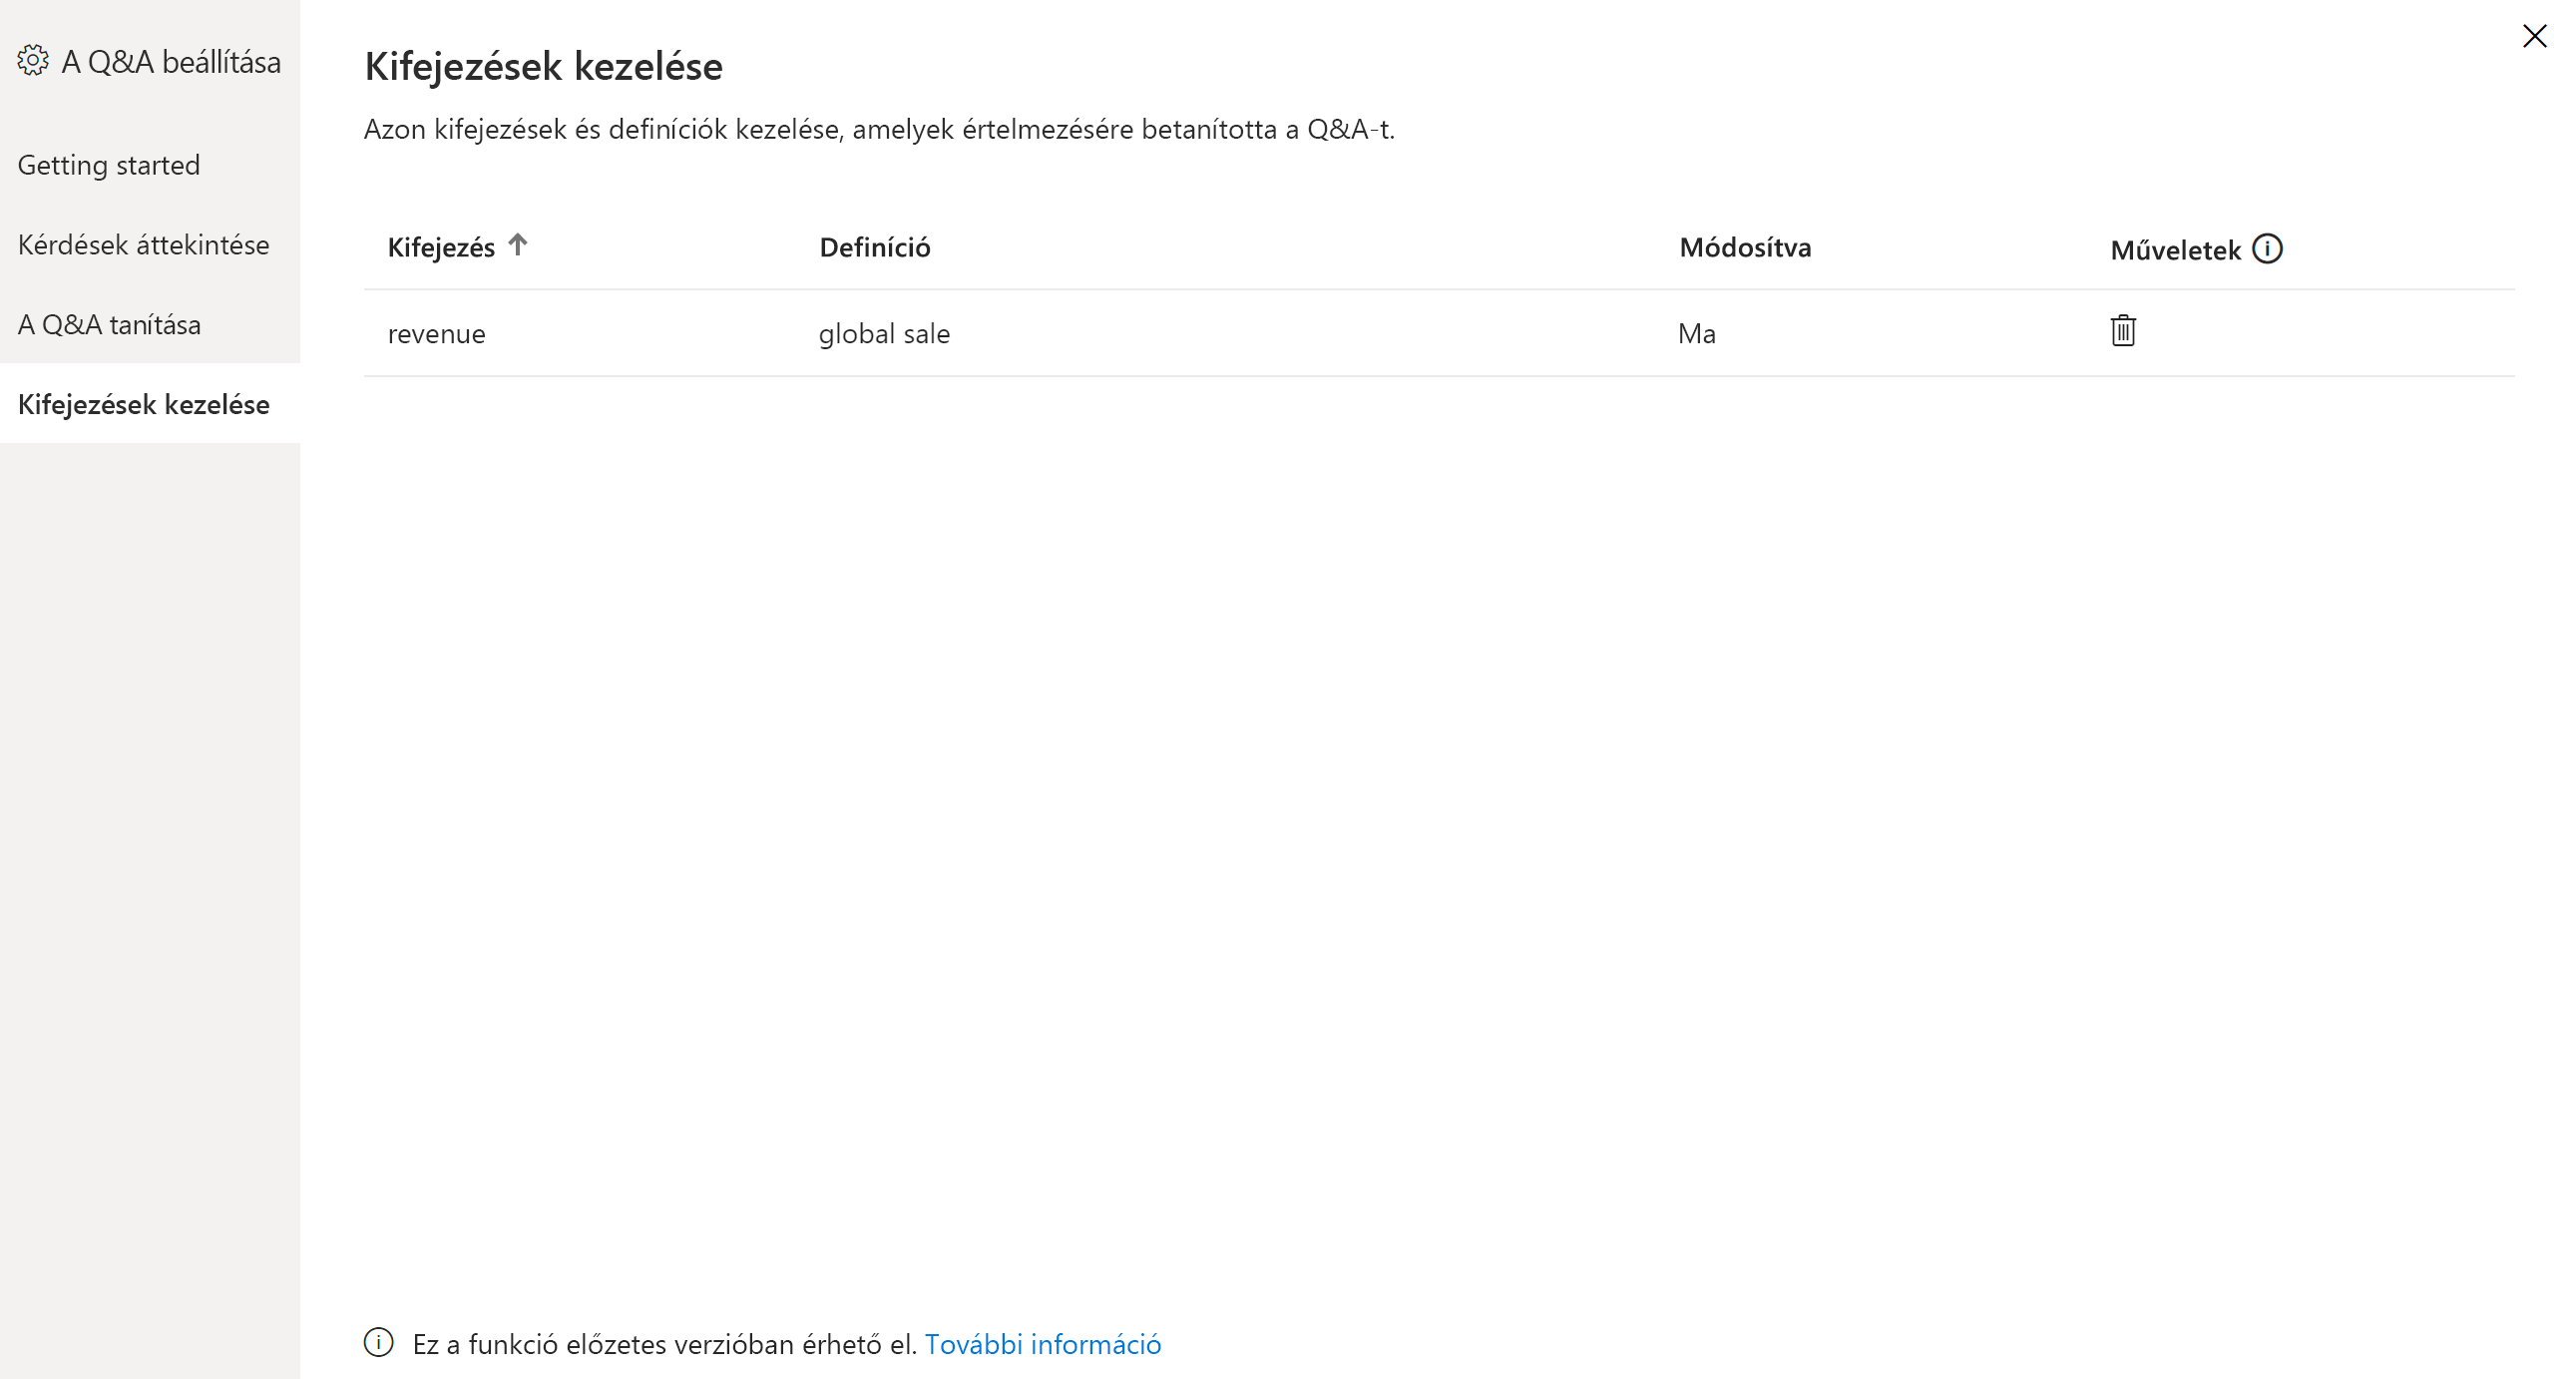 A Q&A beállítása
Getting started
Kérdések áttekintése
A Q&A tanítása
Kifejezések kezelése
Kifejezések kezelése
Azon kifejezések és definíciók kezelése, amelyek értelmezésére betanította a Q&A-t.
Kifejezés Definíció Módosítva Műveletek
revenue global sale Ma
Ez a funkció előzetes verzióban érhető el. További információ